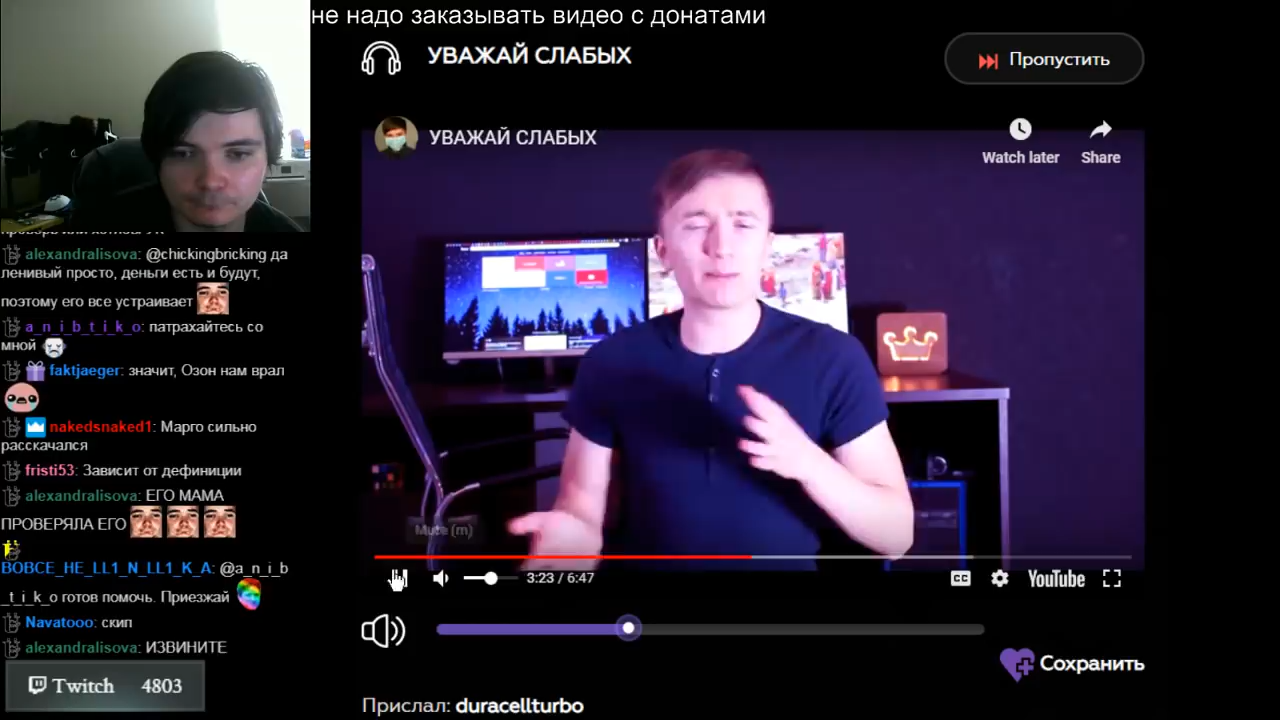 не надо заказывать видео с донатами
УВАЖАЙ СЛАБЫХ
Пропустить
УВАЖАЙ СЛАБЫХ
Watch later
Share
alexandralisova: @chickingbricking да
ленивый просто, деньги есть и будут,
поэтому его все устраивает
a_n_i_b_t_i_k_o: патрахайтесь со
мной
faktjaeger: значит, Озон нам врал
nakedsnaked1: Марго сильно
расскачался
fristi53: Зависит от дефиниции
alexandralisova: ЕГО МАМА
ПРОВЕРЯЛА ЕГО
BOBCE_HE_LL1_N_LL1_K_A: @a_n_i_b
_t_i_k_o готов помочь. Приезжай
Navatooo: скип
alexandralisova: ИЗВИНИТЕ
Twitch 4803
Mute (m)
3:23 / 6:47
CC
YouTube
Сохранить
Прислал: duracellturbo